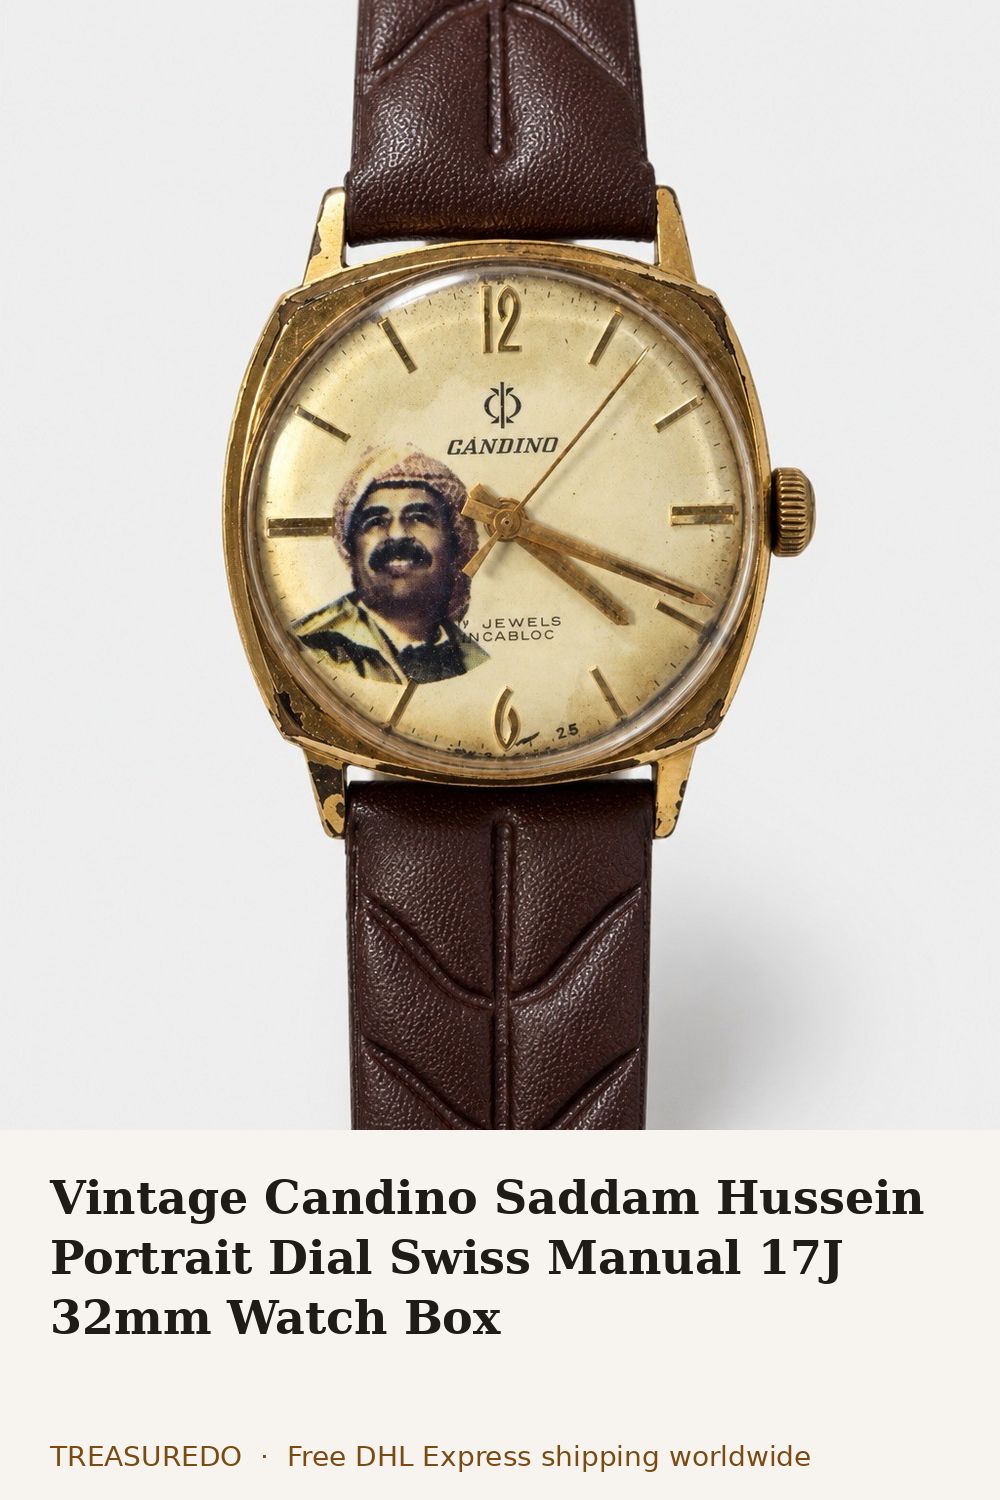 12
CANDINO
JEWELS
INCABLOC
6
25
Vintage Candino Saddam Hussein
Portrait Dial Swiss Manual 17J
32mm Watch Box
TREASUREDO · Free DHL Express shipping worldwide